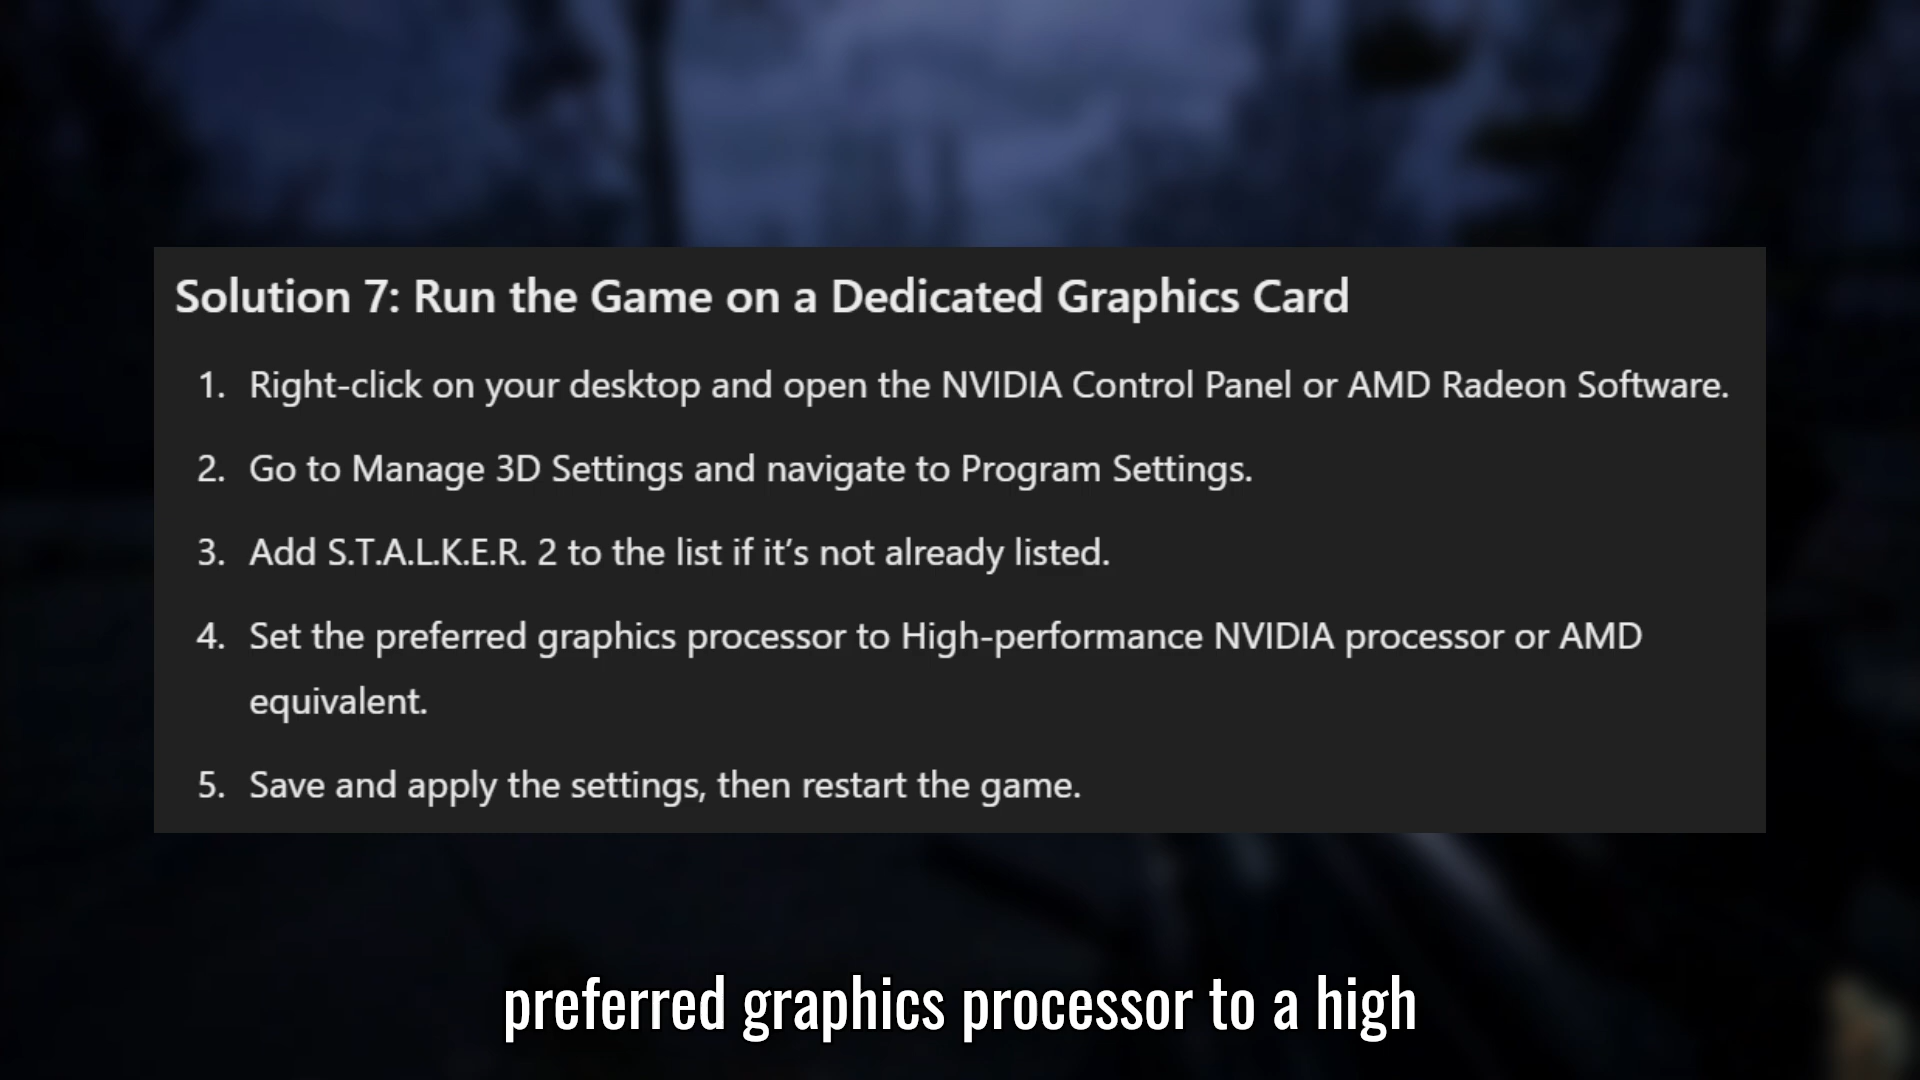 Solution 7: Run the Game on a Dedicated Graphics Card
1. Right-click on your desktop and open the NVIDIA Control Panel or AMD Radeon Software.
2. Go to Manage 3D Settings and navigate to Program Settings.
3. Add S.T.A.L.K.E.R. 2 to the list if it’s not already listed.
4. Set the preferred graphics processor to High-performance NVIDIA processor or AMD
equivalent.
5. Save and apply the settings, then restart the game.
preferred graphics processor to a high